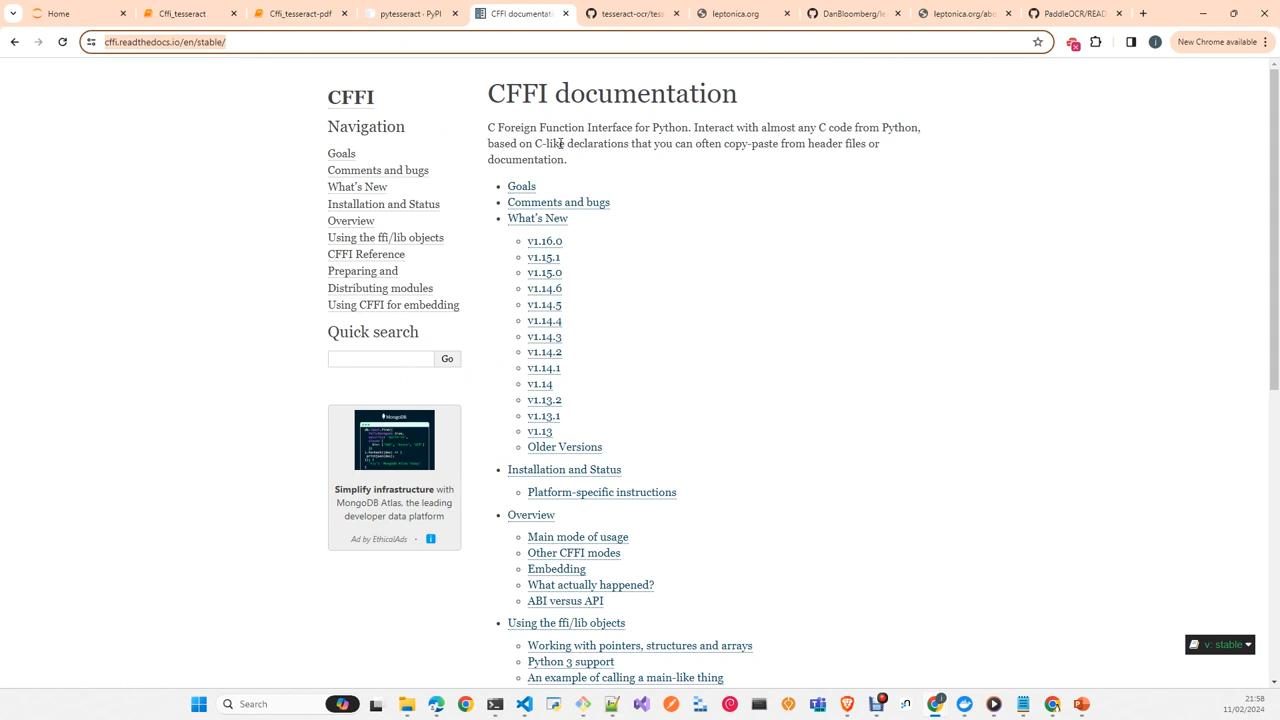 Home
Cffi_tesseract
Cffi_tesseract-pdf
pytesseract · PyPI
CFFI documentati
tesseract-ocr/tess
leptonica.org
DanBloomberg/le
leptonica.org/abo
PaddleOCR/READ
cffi.readthedocs.io/en/stable/
New Chrome available
CFFI
Navigation
Goals
Comments and bugs
What's New
Installation and Status
Overview
Using the ffi/lib objects
CFFI Reference
Preparing and
Distributing modules
Using CFFI for embedding
Quick search
Go
MongoDB
Simplify infrastructure with
MongoDB Atlas, the leading
developer data platform
Ad by EthicalAds
CFFI documentation
C Foreign Function Interface for Python. Interact with almost any C code from Python,
based on C-like declarations that you can often copy-paste from header files or
documentation.
Goals
Comments and bugs
What's New
v1.16.0
v1.15.1
v1.15.0
v1.14.6
v1.14.5
v1.14.4
v1.14.3
v1.14.2
v1.14.1
v1.14
v1.13.2
v1.13.1
v1.13
Older Versions
Installation and Status
Platform-specific instructions
Overview
Main mode of usage
Other CFFI modes
Embedding
What actually happened?
ABI versus API
Using the ffi/lib objects
Working with pointers, structures and arrays
Python 3 support
An example of calling a main-like thing
v: stable
Search
21:58
11/02/2024